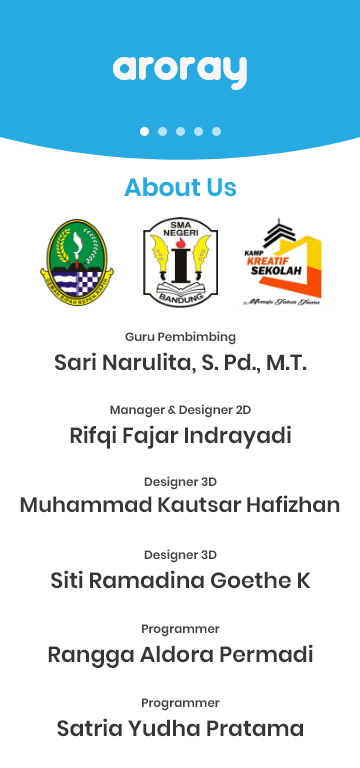 aroray
About Us
SMA
NEGERI
1
BANDUNG
KAMP
KREATIF
SEKOLAH
Guru Pembimbing
Sari Narulita, S. Pd., M.T.
Manager & Designer 2D
Rifqi Fajar Indrayadi
Designer 3D
Muhammad Kautsar Hafizhan
Designer 3D
Siti Ramadina Goethe K
Programmer
Rangga Aldora Permadi
Programmer
Satria Yudha Pratama